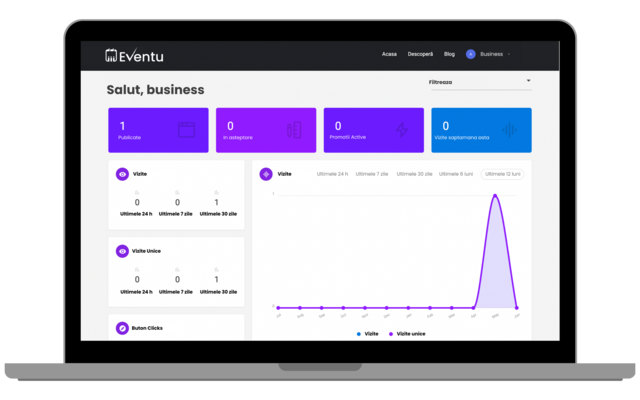 Eventu
Acasa Descoperă Blog Business
Salut, business
Filtreaza
1 0 0 0
Publicate In asteptare Promotii Active Vizite saptamana asta
Vizite
0 0 1
Ultimele 24 h Ultimele 7 zile Ultimele 30 zile
Vizite Unice
0 0 1
Ultimele 24 h Ultimele 7 zile Ultimele 30 zile
Buton Clicks
Vizite Ultimele 24 h Ultimele 7 zile Ultimele 30 zile Ultimele 6 luni Ultimele 12 luni
1
0
Vizite Vizite unice